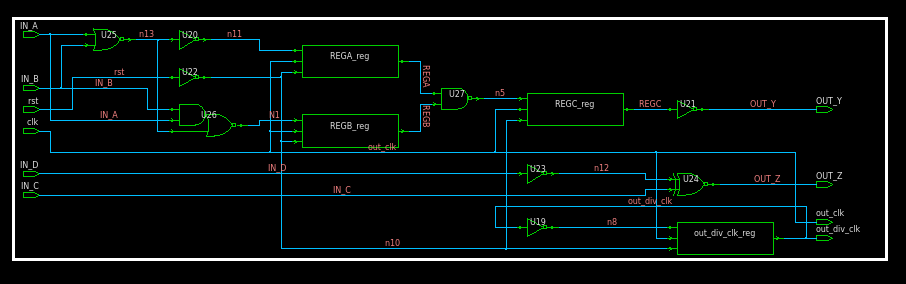 IN_A
U25
n13
U20
n11
REGA_reg
REGA
rst
U22
IN_B
IN_B
U27
n5
REGC_reg
REGC
U21
OUT_Y
OUT_Y
rst
IN_A
U26
N1
REGB_reg
REGB
clk
out_clk
IN_D
IN_D
U23
n12
U24
OUT_Z
OUT_Z
IN_C
IN_C
out_div_clk
out_clk
U19
n8
out_div_clk_reg
out_div_clk
n10